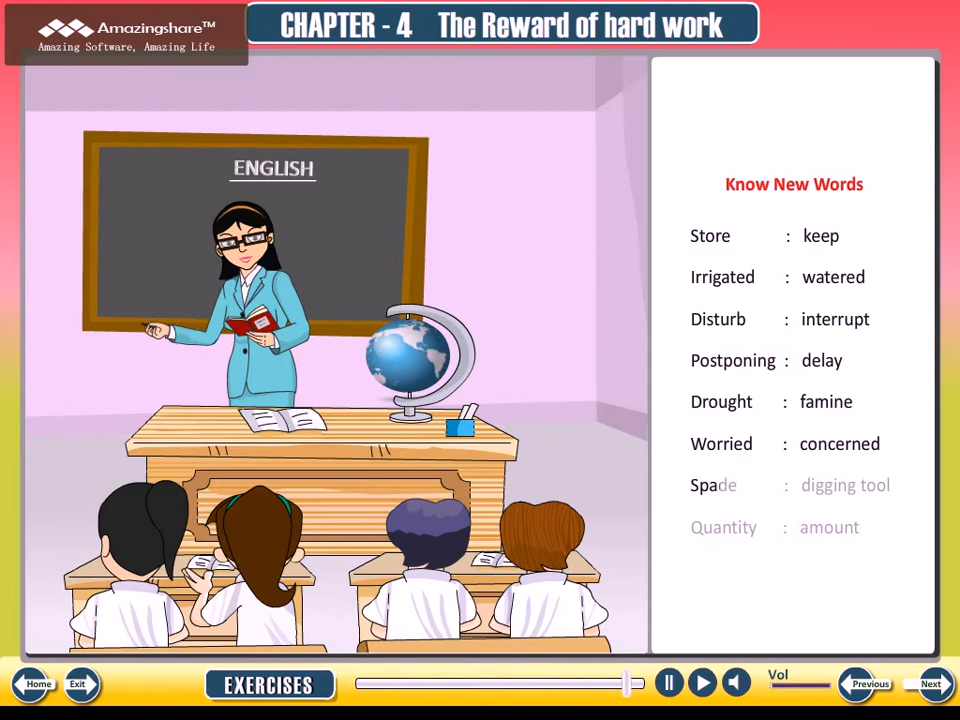 Amazingshare™
Amazing Software, Amazing Life
CHAPTER - 4 The Reward of hard work
ENGLISH
Know New Words
Store : keep
Irrigated : watered
Disturb : interrupt
Postponing : delay
Drought : famine
Worried : concerned
Spade : digging tool
Quantity : amount
Home
Exit
EXERCISES
Vol
Previous
Next